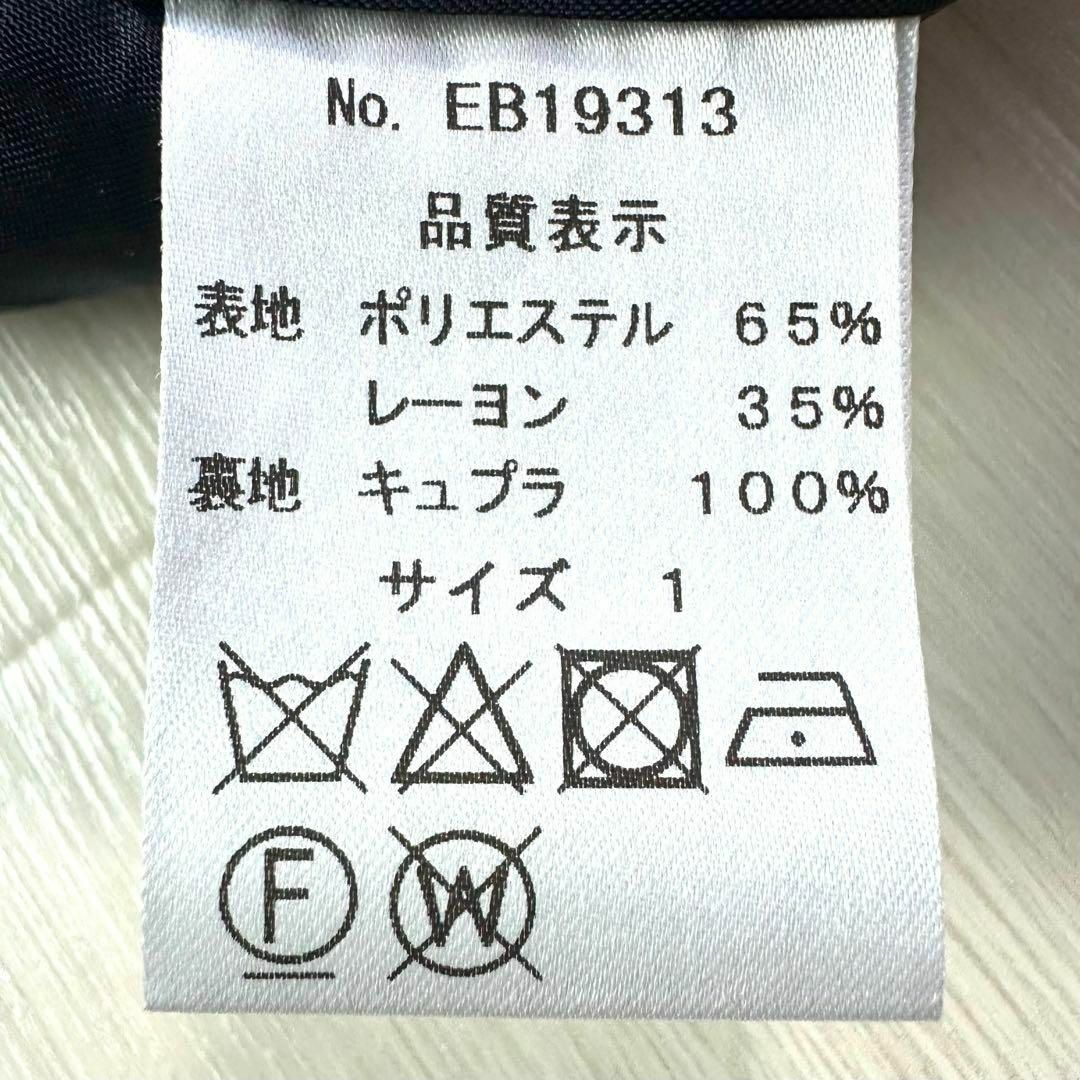 No. EB19313
品質表示
表地 ポリエステル 65%
レーヨン 35%
裏地 キュプラ 100%
サイズ 1
F
W